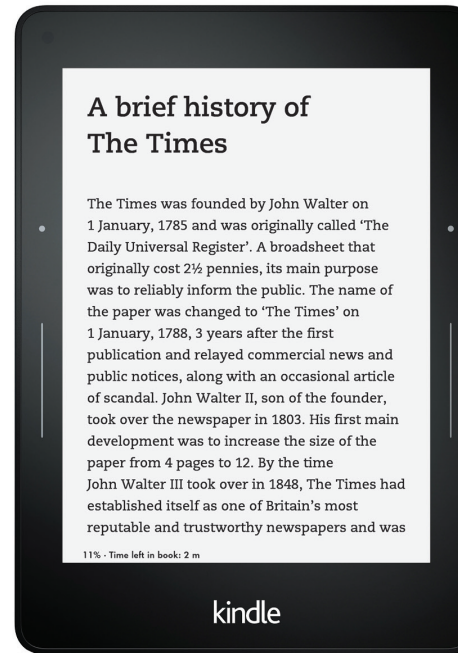 A brief history of
The Times
The Times was founded by John Walter on
1 January, 1785 and was originally called ‘The
Daily Universal Register’. A broadsheet that
originally cost 2½ pennies, its main purpose
was to reliably inform the public. The name of
the paper was changed to ‘The Times’ on
1 January, 1788, 3 years after the first
publication and relayed commercial news and
public notices, along with an occasional article
of scandal. John Walter II, son of the founder,
took over the newspaper in 1803. His first main
development was to increase the size of the
paper from 4 pages to 12. By the time
John Walter III took over in 1848, The Times had
established itself as one of Britain’s most
reputable and trustworthy newspapers and was
11% - Time left in book: 2 m
kindle